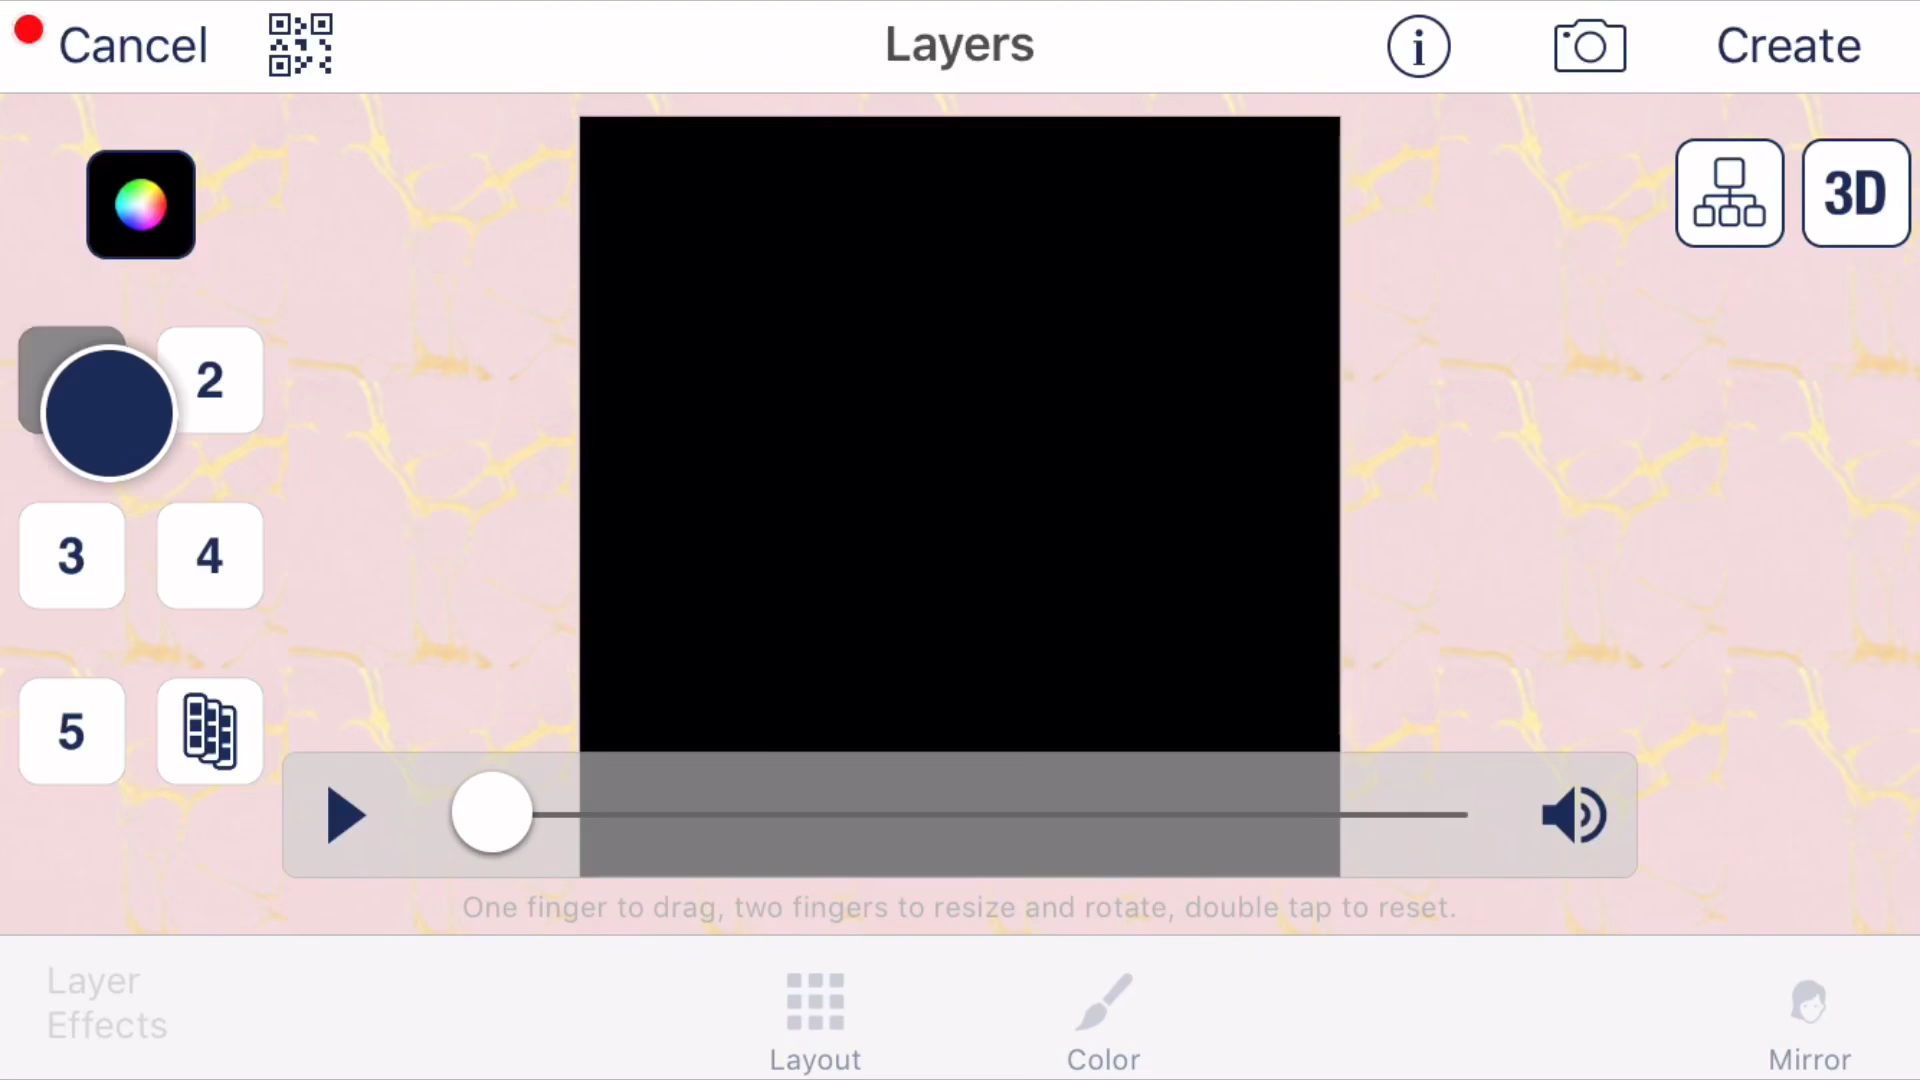 Cancel
Layers
i
Create
3D
2
3
4
5
One finger to drag, two fingers to resize and rotate, double tap to reset.
Layer
Effects
Layout
Color
Mirror